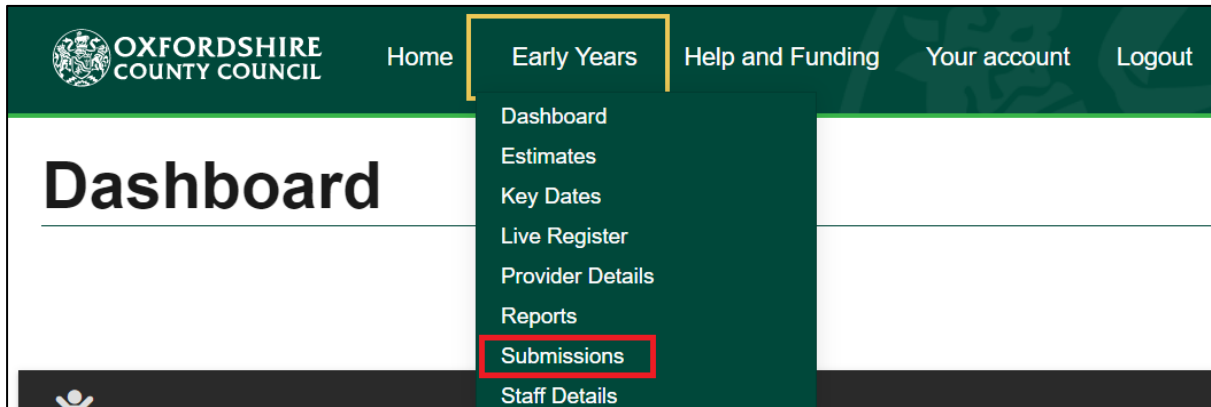 OXFORDSHIRE
COUNTY COUNCIL
Home Early Years Help and Funding Your account Logout
Dashboard
Estimates
Key Dates
Live Register
Provider Details
Reports
Submissions
Staff Details
Dashboard